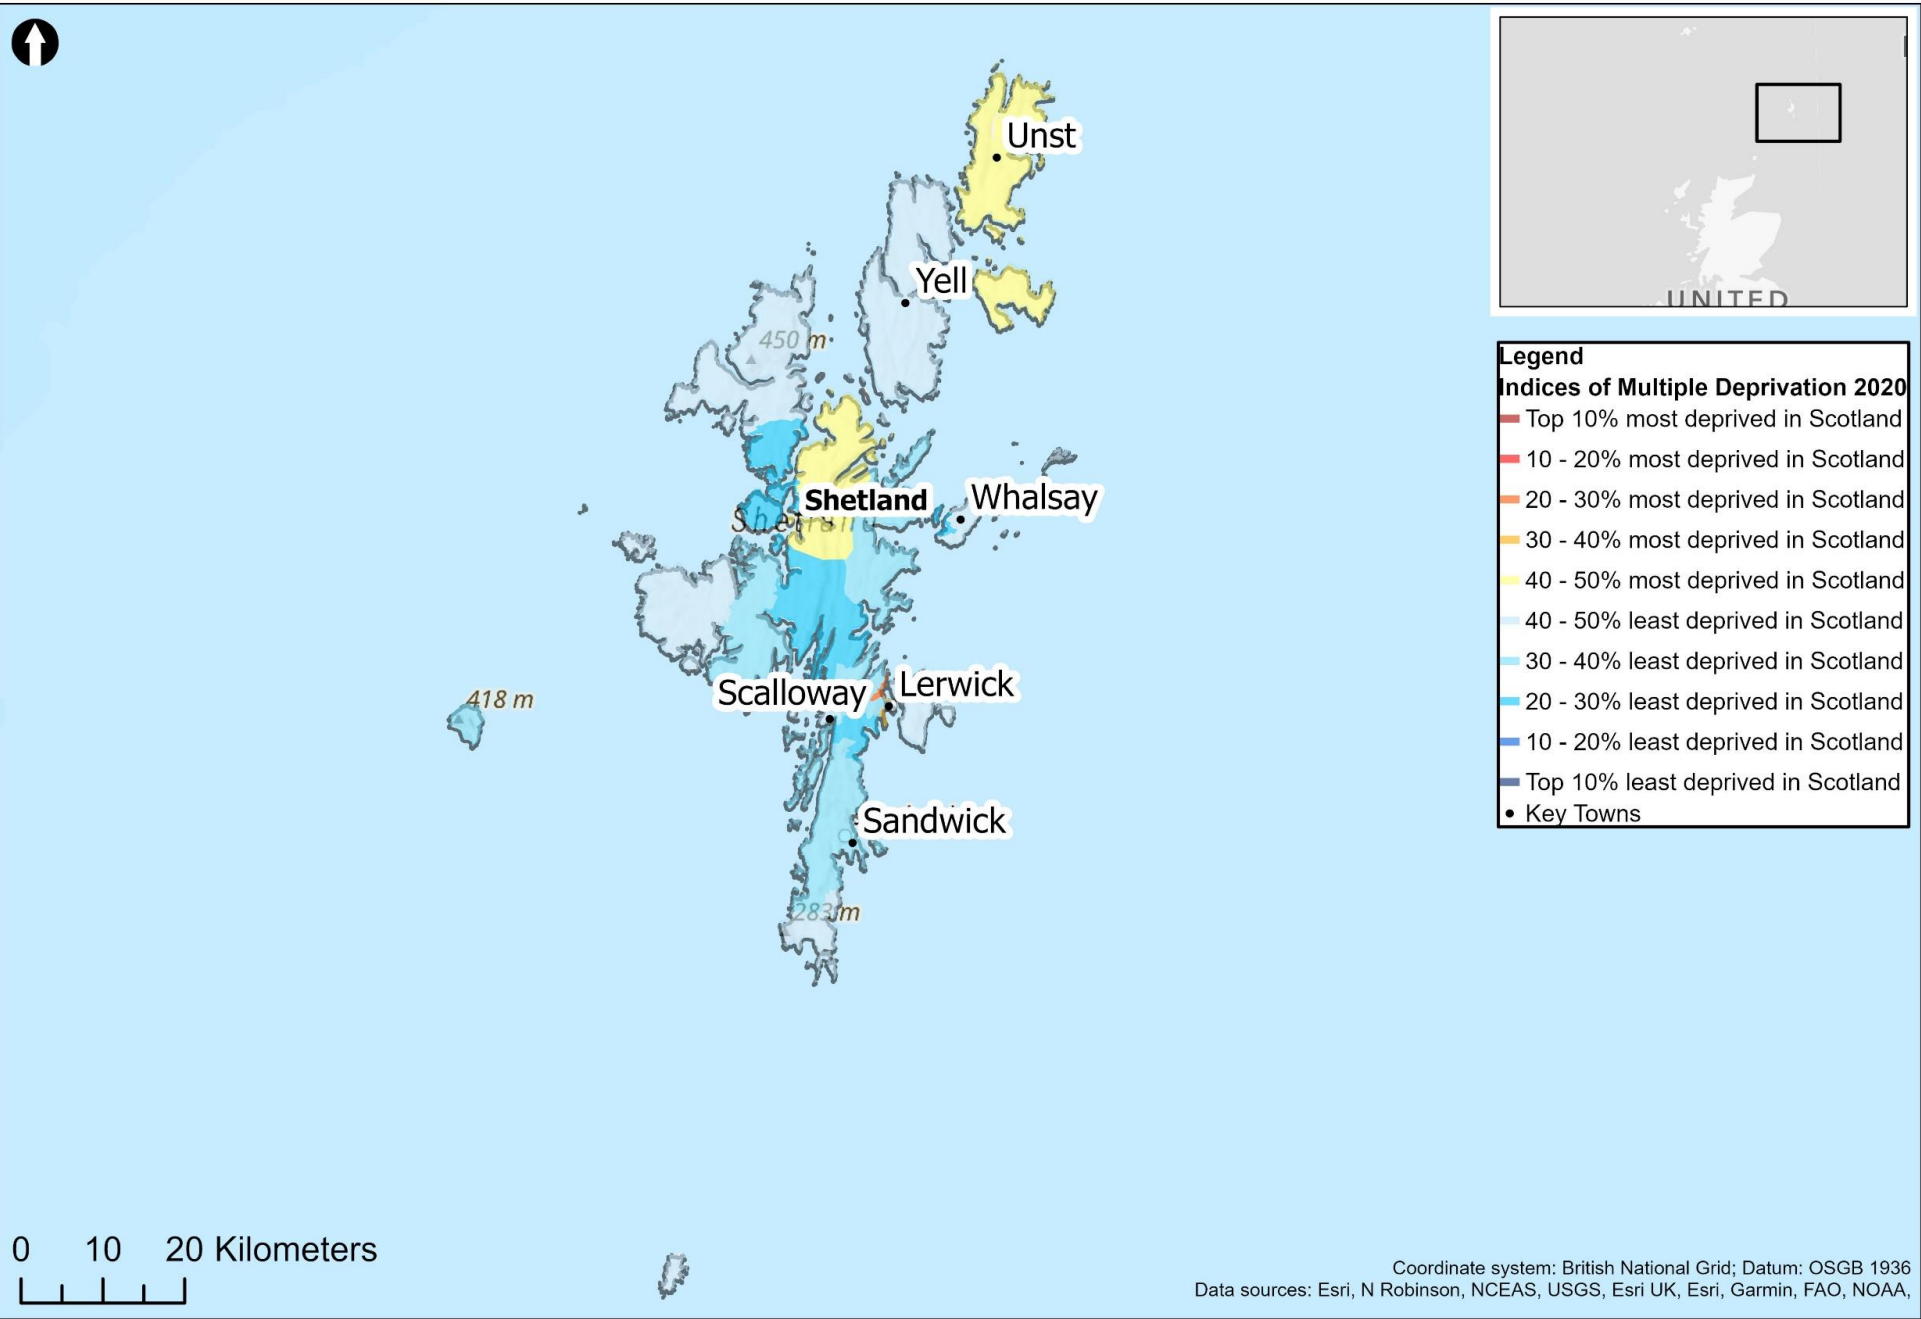 Unst
Yell
450 m
Shetland
Shetland
Whalsay
418 m
Scalloway
Lerwick
Sandwick
283 m
UNITED
Legend
Indices of Multiple Deprivation 2020
Top 10% most deprived in Scotland
10 - 20% most deprived in Scotland
20 - 30% most deprived in Scotland
30 - 40% most deprived in Scotland
40 - 50% most deprived in Scotland
40 - 50% least deprived in Scotland
30 - 40% least deprived in Scotland
20 - 30% least deprived in Scotland
10 - 20% least deprived in Scotland
Top 10% least deprived in Scotland
Key Towns
0 10 20 Kilometers
Coordinate system: British National Grid; Datum: OSGB 1936
Data sources: Esri, N Robinson, NCEAS, USGS, Esri UK, Esri, Garmin, FAO, NOAA,